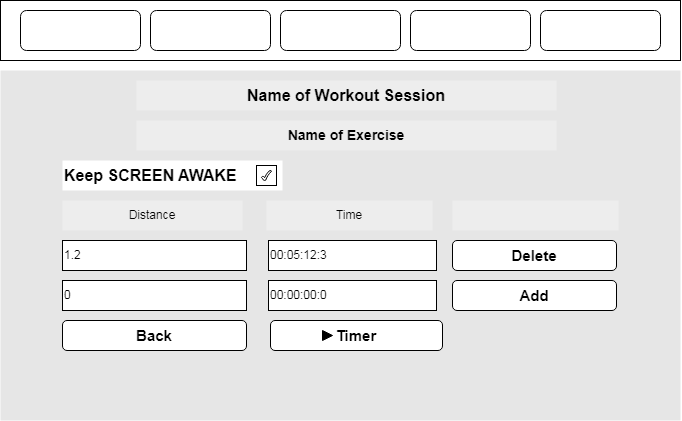 Name of Workout Session
Name of Exercise
Keep SCREEN AWAKE
Distance Time
1.2 00:05:12:3 Delete
0 00:00:00:0 Add
Back Timer